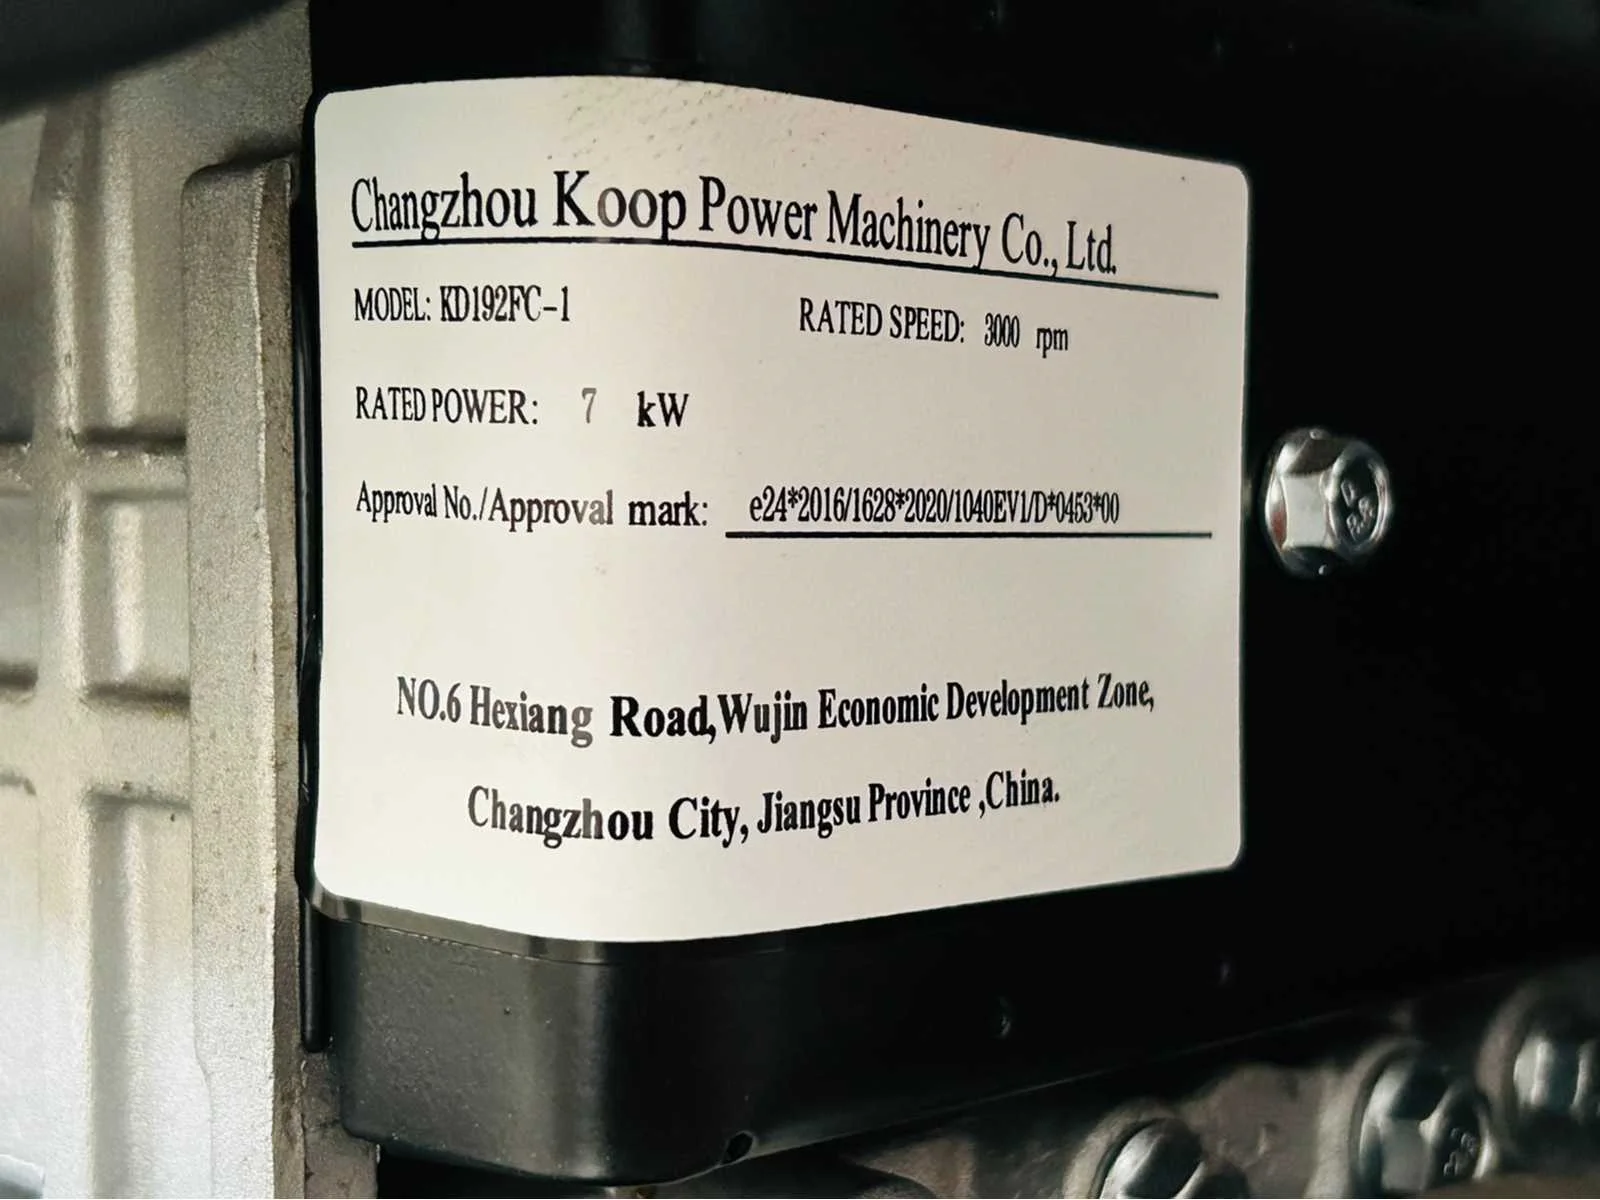 Changzhou Koop Power Machinery Co., Ltd.
MODEL: KD192FC-1 RATED SPEED: 3000 rpm
RATED POWER: 7 kW
Approval No./Approval mark: e24*2016/1628*2020/1040EV1/D*0453*00
NO.6 Hexiang Road,Wujin Economic Development Zone,
Changzhou City, Jiangsu Province ,China.